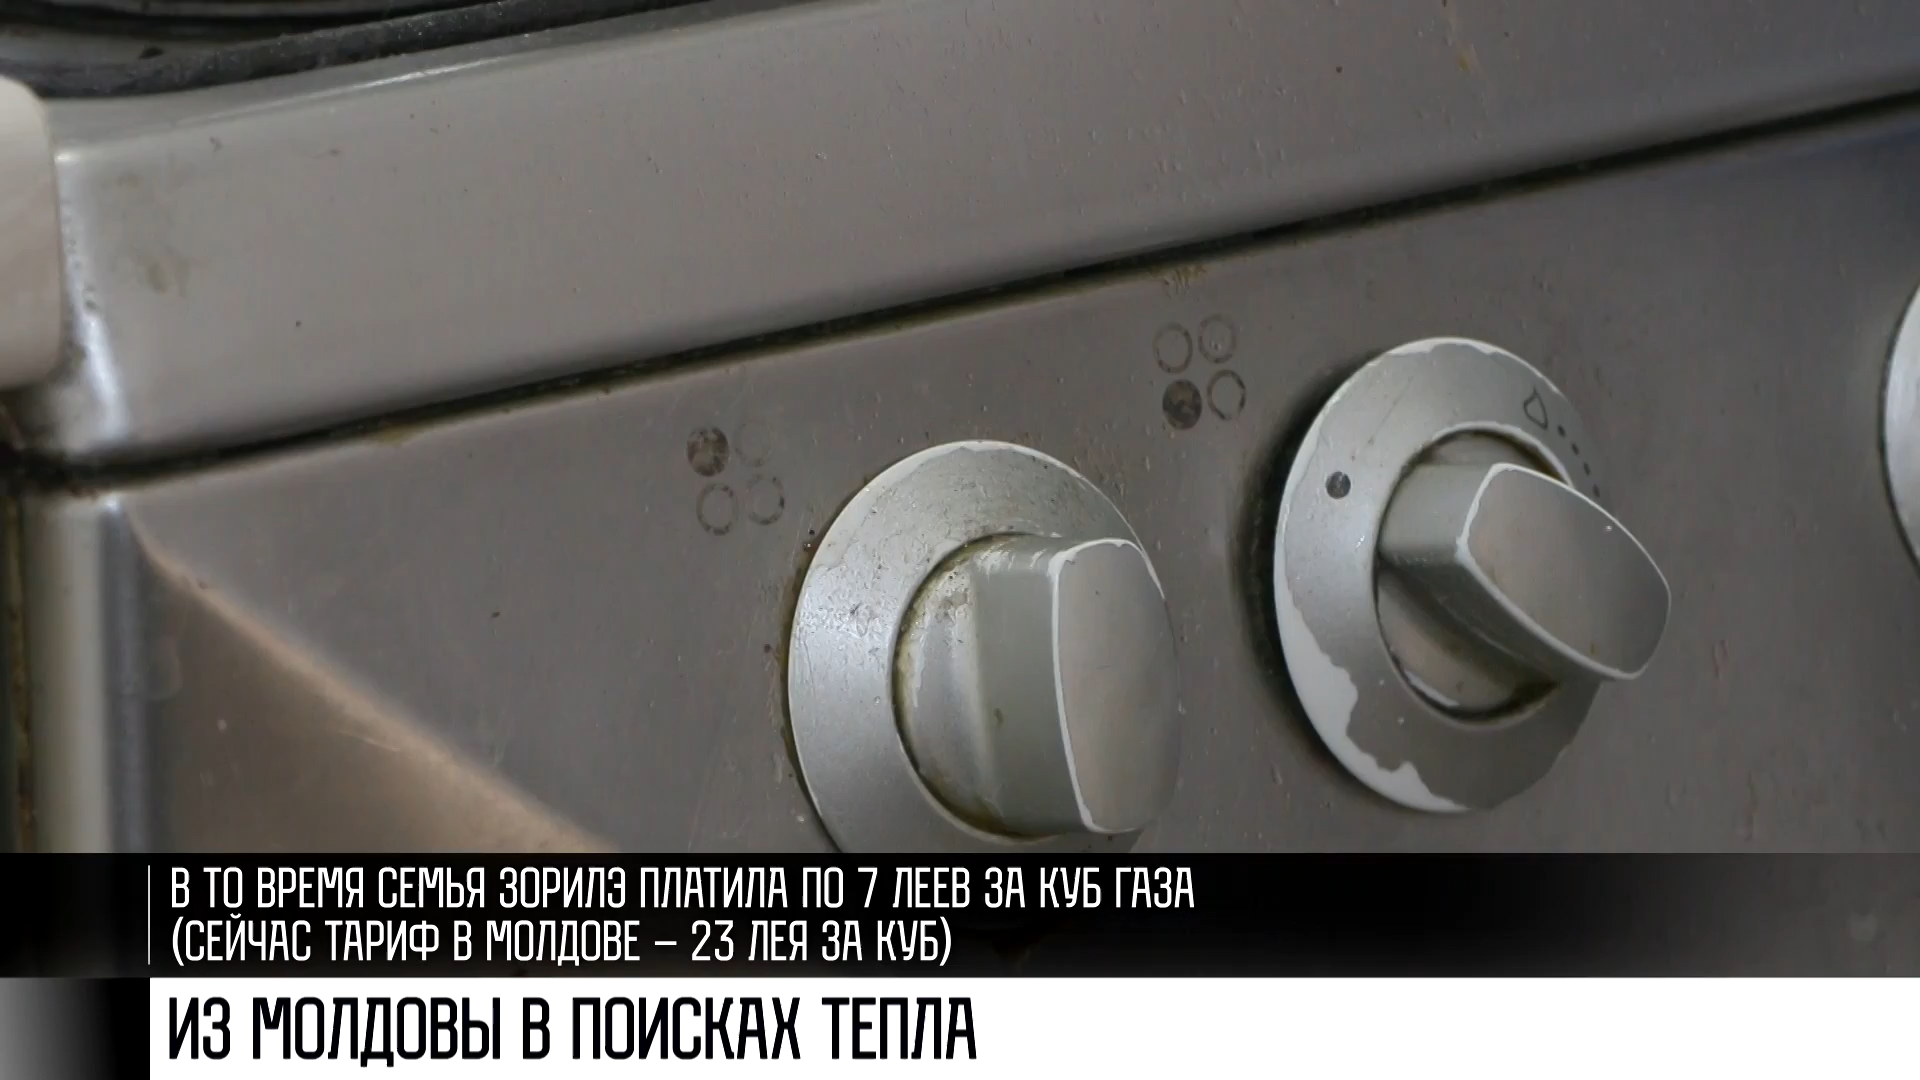 В ТО ВРЕМЯ СЕМЬЯ ЗОРИЛЭ ПЛАТИЛА ПО 7 ЛЕЕВ ЗА КУБ ГАЗА
(СЕЙЧАС ТАРИФ В МОЛДОВЕ – 23 ЛЕЯ ЗА КУБ)
ИЗ МОЛДОВЫ В ПОИСКАХ ТЕПЛА